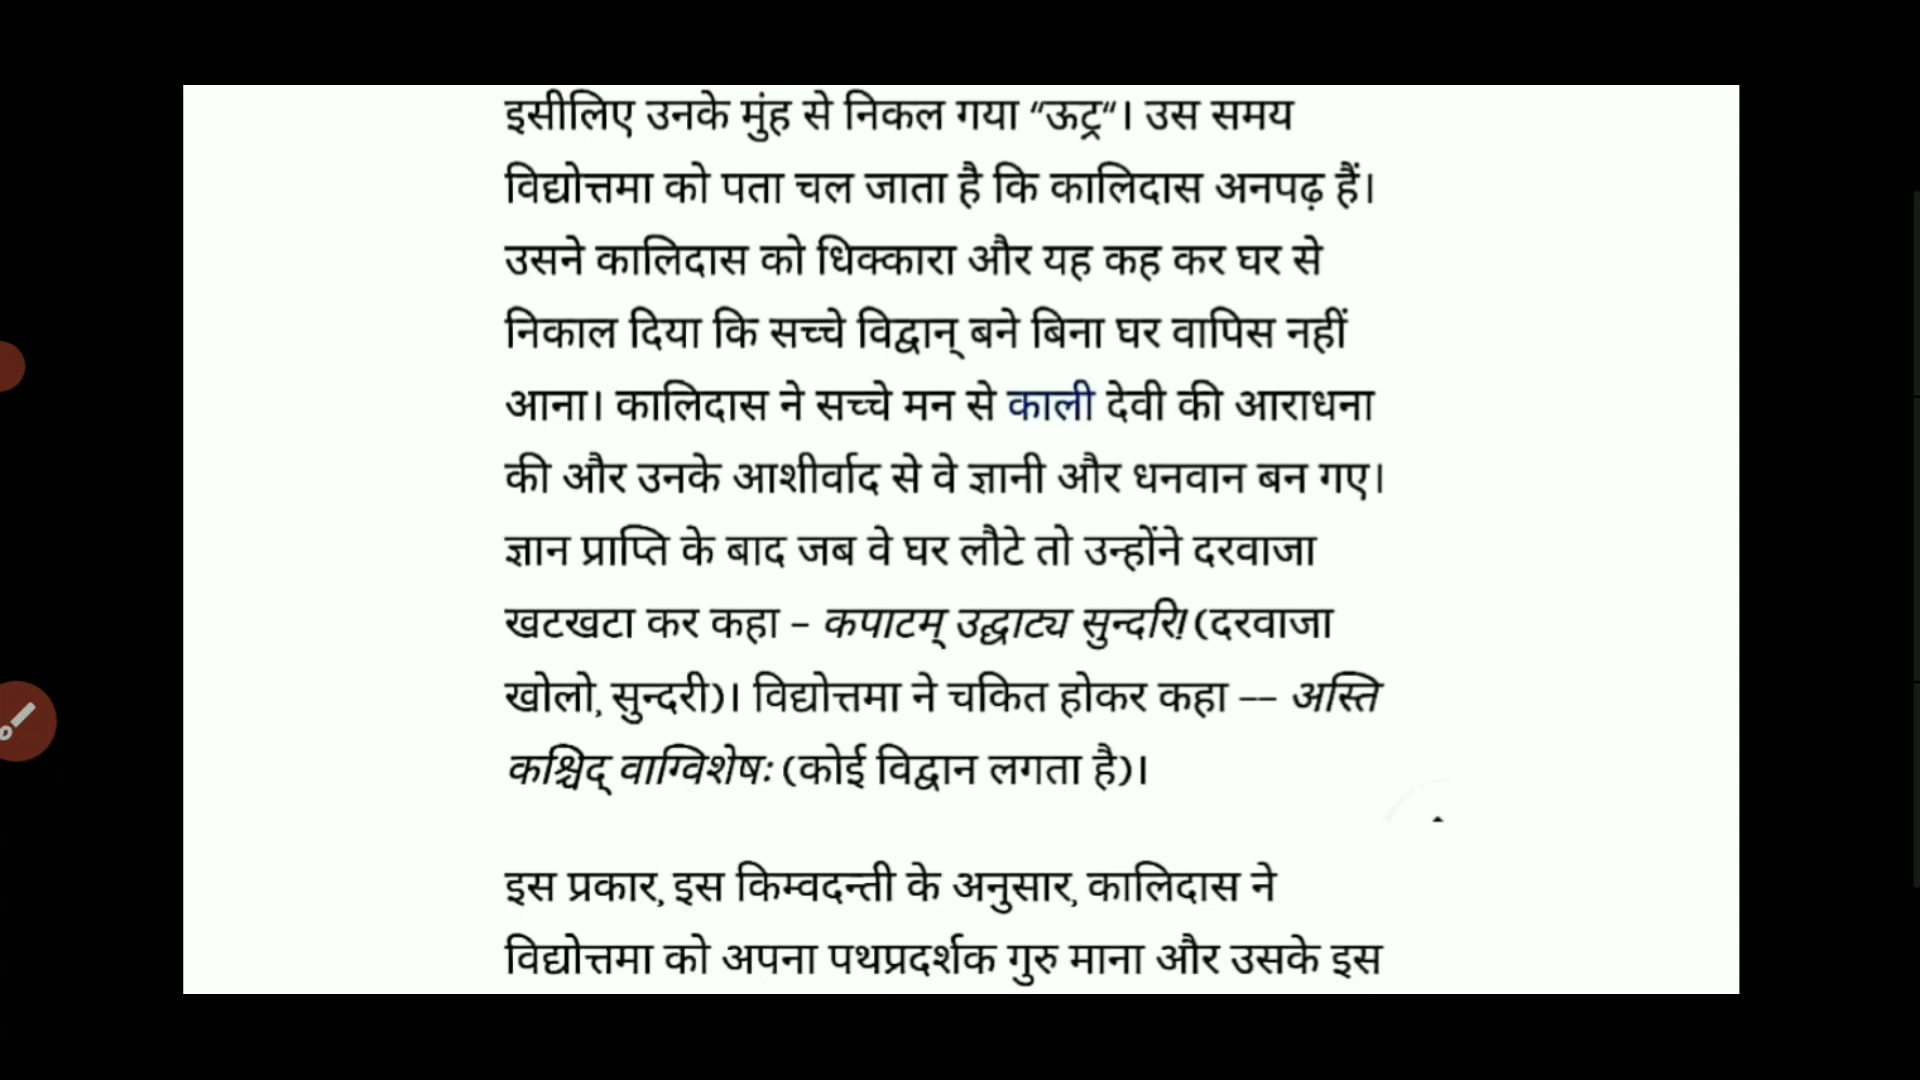 इसीलिए उनके मुंह से निकल गया “ऊट्र“। उस समय
विद्योत्तमा को पता चल जाता है कि कालिदास अनपढ़ हैं।
उसने कालिदास को धिक्कारा और यह कह कर घर से
निकाल दिया कि सच्चे विद्वान् बने बिना घर वापिस नहीं
आना। कालिदास ने सच्चे मन से काली देवी की आराधना
की और उनके आशीर्वाद से वे ज्ञानी और धनवान बन गए।
ज्ञान प्राप्ति के बाद जब वे घर लौटे तो उन्होंने दरवाजा
खटखटा कर कहा – कपाटम् उद्घाट्य सुन्दरि! (दरवाजा
खोलो, सुन्दरी)। विद्योत्तमा ने चकित होकर कहा -- अस्ति
कश्चिद् वाग्विशेषः (कोई विद्वान लगता है)।
इस प्रकार, इस किम्वदन्ती के अनुसार, कालिदास ने
विद्योत्तमा को अपना पथप्रदर्शक गुरु माना और उसके इस